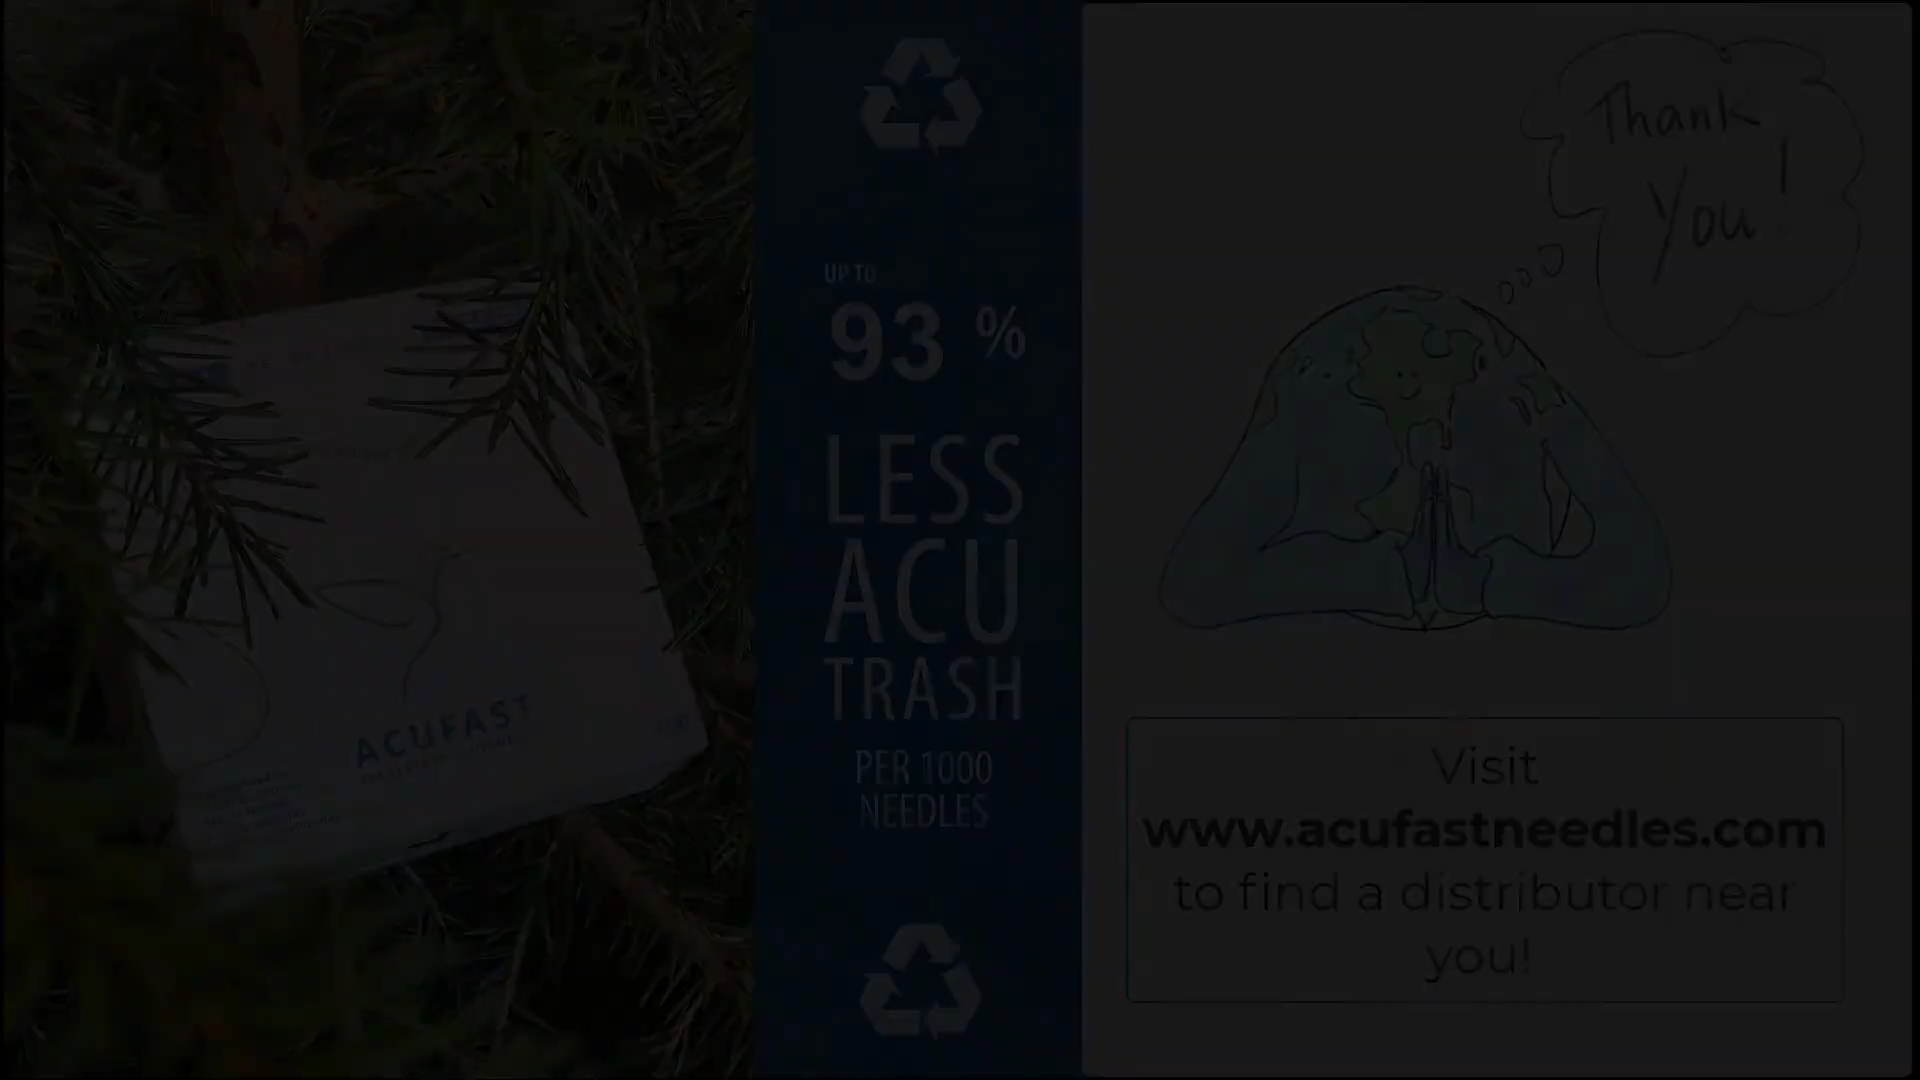 ACUFAST
UP TO
93 %
LESS
ACU
TRASH
PER 1000
NEEDLES
Thank
You!
Visit
www.acufastneedles.com
to find a distributor near
you!